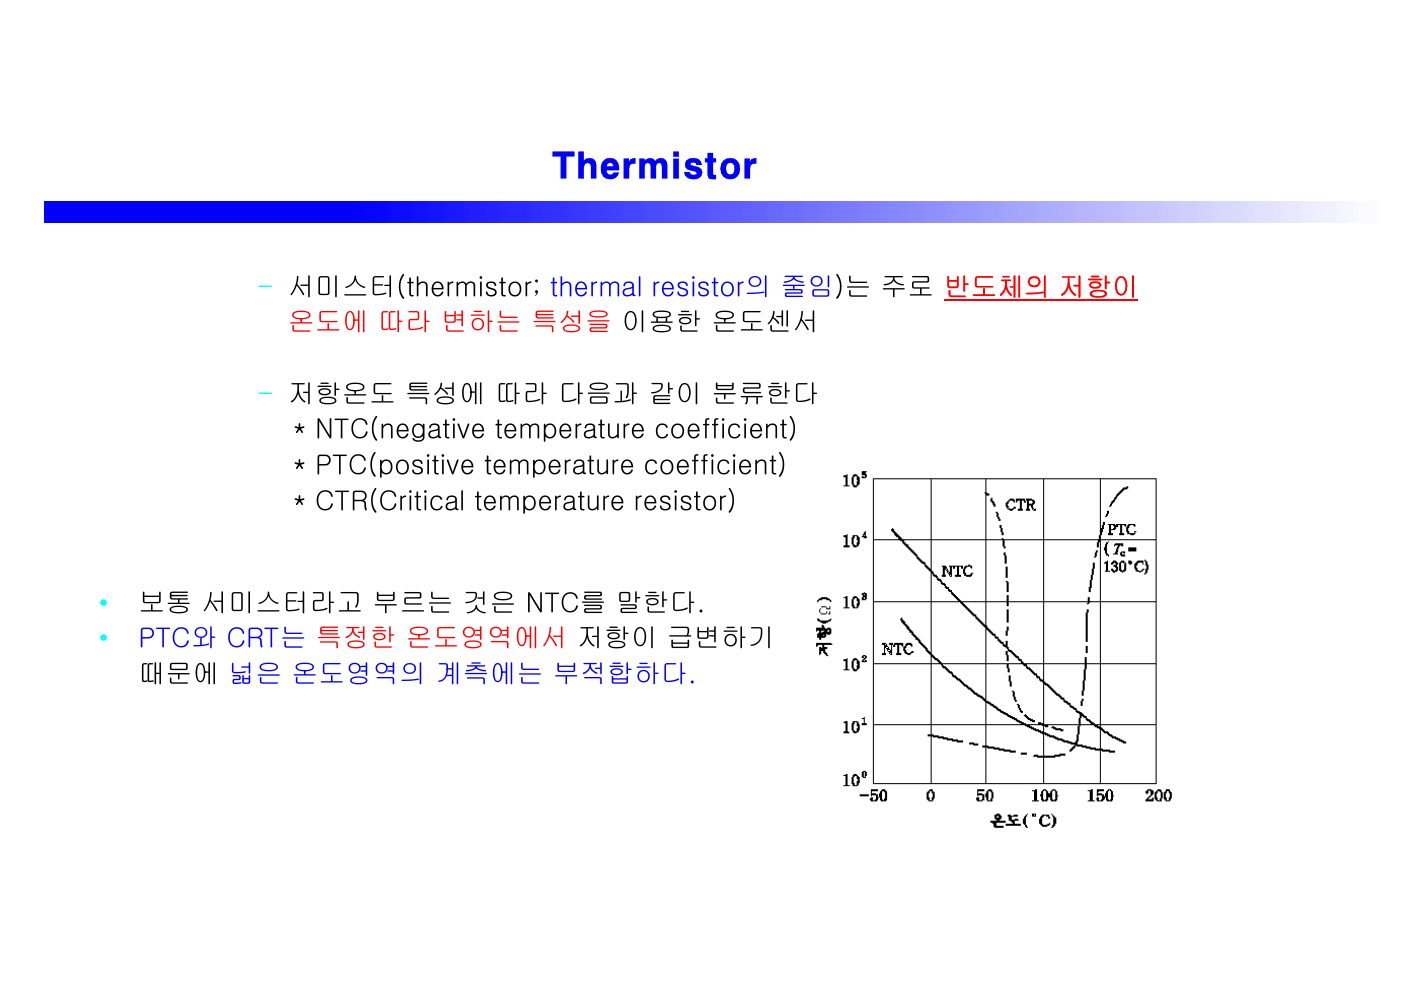 Thermistor
- 서미스터(thermistor; thermal resistor의 줄임)는 주로 반도체의 저항이
온도에 따라 변하는 특성을 이용한 온도센서
- 저항온도 특성에 따라 다음과 같이 분류한다
* NTC(negative temperature coefficient)
* PTC(positive temperature coefficient)
* CTR(Critical temperature resistor)
• 보통 서미스터라고 부르는 것은 NTC를 말한다.
• PTC와 CRT는 특정한 온도영역에서 저항이 급변하기
때문에 넓은 온도영역의 계측에는 부적합하다.
10⁵
CTR
PTC
10⁴
(Tc=
130°C)
NTC
10³
저항(Ω)
NTC
10²
10¹
10⁰
-50 0 50 100 150 200
온도(°C)